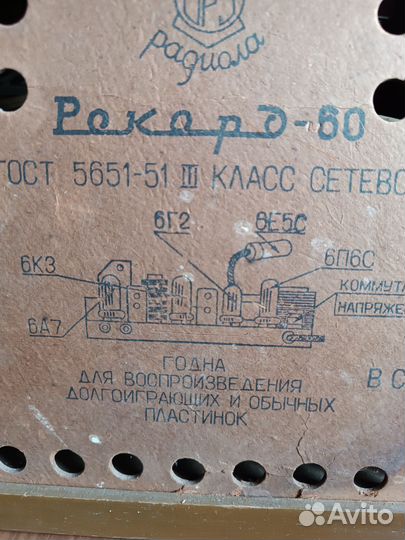 радиола
Рекорд-60
ГОСТ 5651-51 III КЛАСС СЕТЕВО
6Г2 6Е5С
6К3 6П6С
6А7 КОММУТА
НАПРЯЖЕ
ГОДНА
ДЛЯ ВОСПРОИЗВЕДЕНИЯ В С
ДОЛГОИГРАЮЩИХ И ОБЫЧНЫХ
ПЛАСТИНОК
Avito